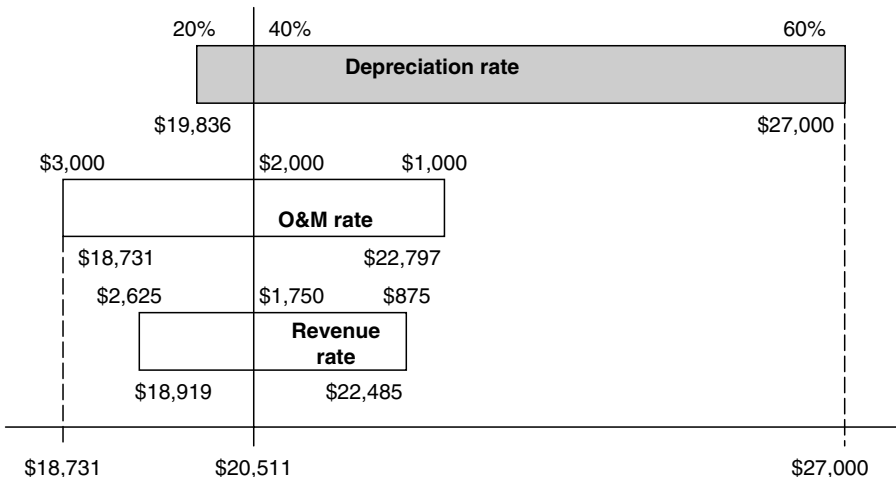 20% 40% 60%
Depreciation rate
$19,836 $27,000
$3,000 $2,000 $1,000
O&M rate
$18,731 $22,797
$2,625 $1,750 $875
Revenue
rate
$18,919 $22,485
$18,731 $20,511 $27,000